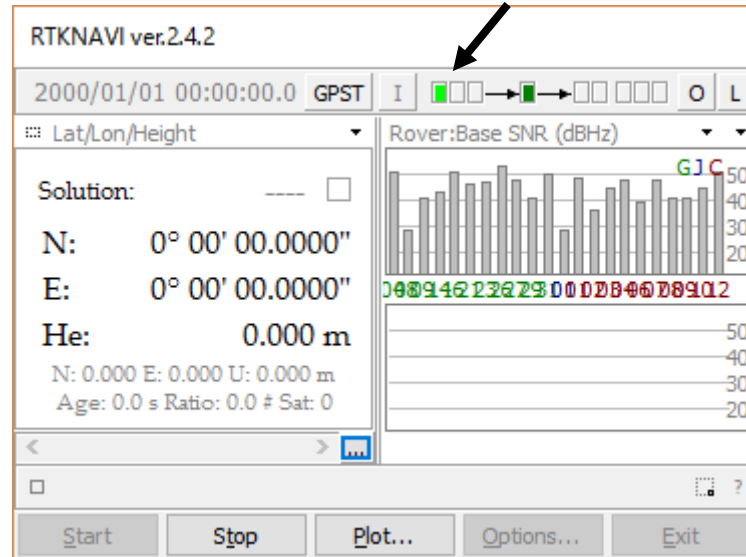 RTKNAVI ver.2.4.2
2000/01/01 00:00:00.0 GPST I O L
Lat/Lon/Height
Rover:Base SNR (dBHz)
Solution: ----
N: 0° 00' 00.0000"
E: 0° 00' 00.0000"
He: 0.000 m
N: 0.000 E: 0.000 U: 0.000 m
Age: 0.0 s Ratio: 0.0 # Sat: 0
G J C
50
40
30
20
50
40
30
20
?
Start Stop Plot... Options... Exit